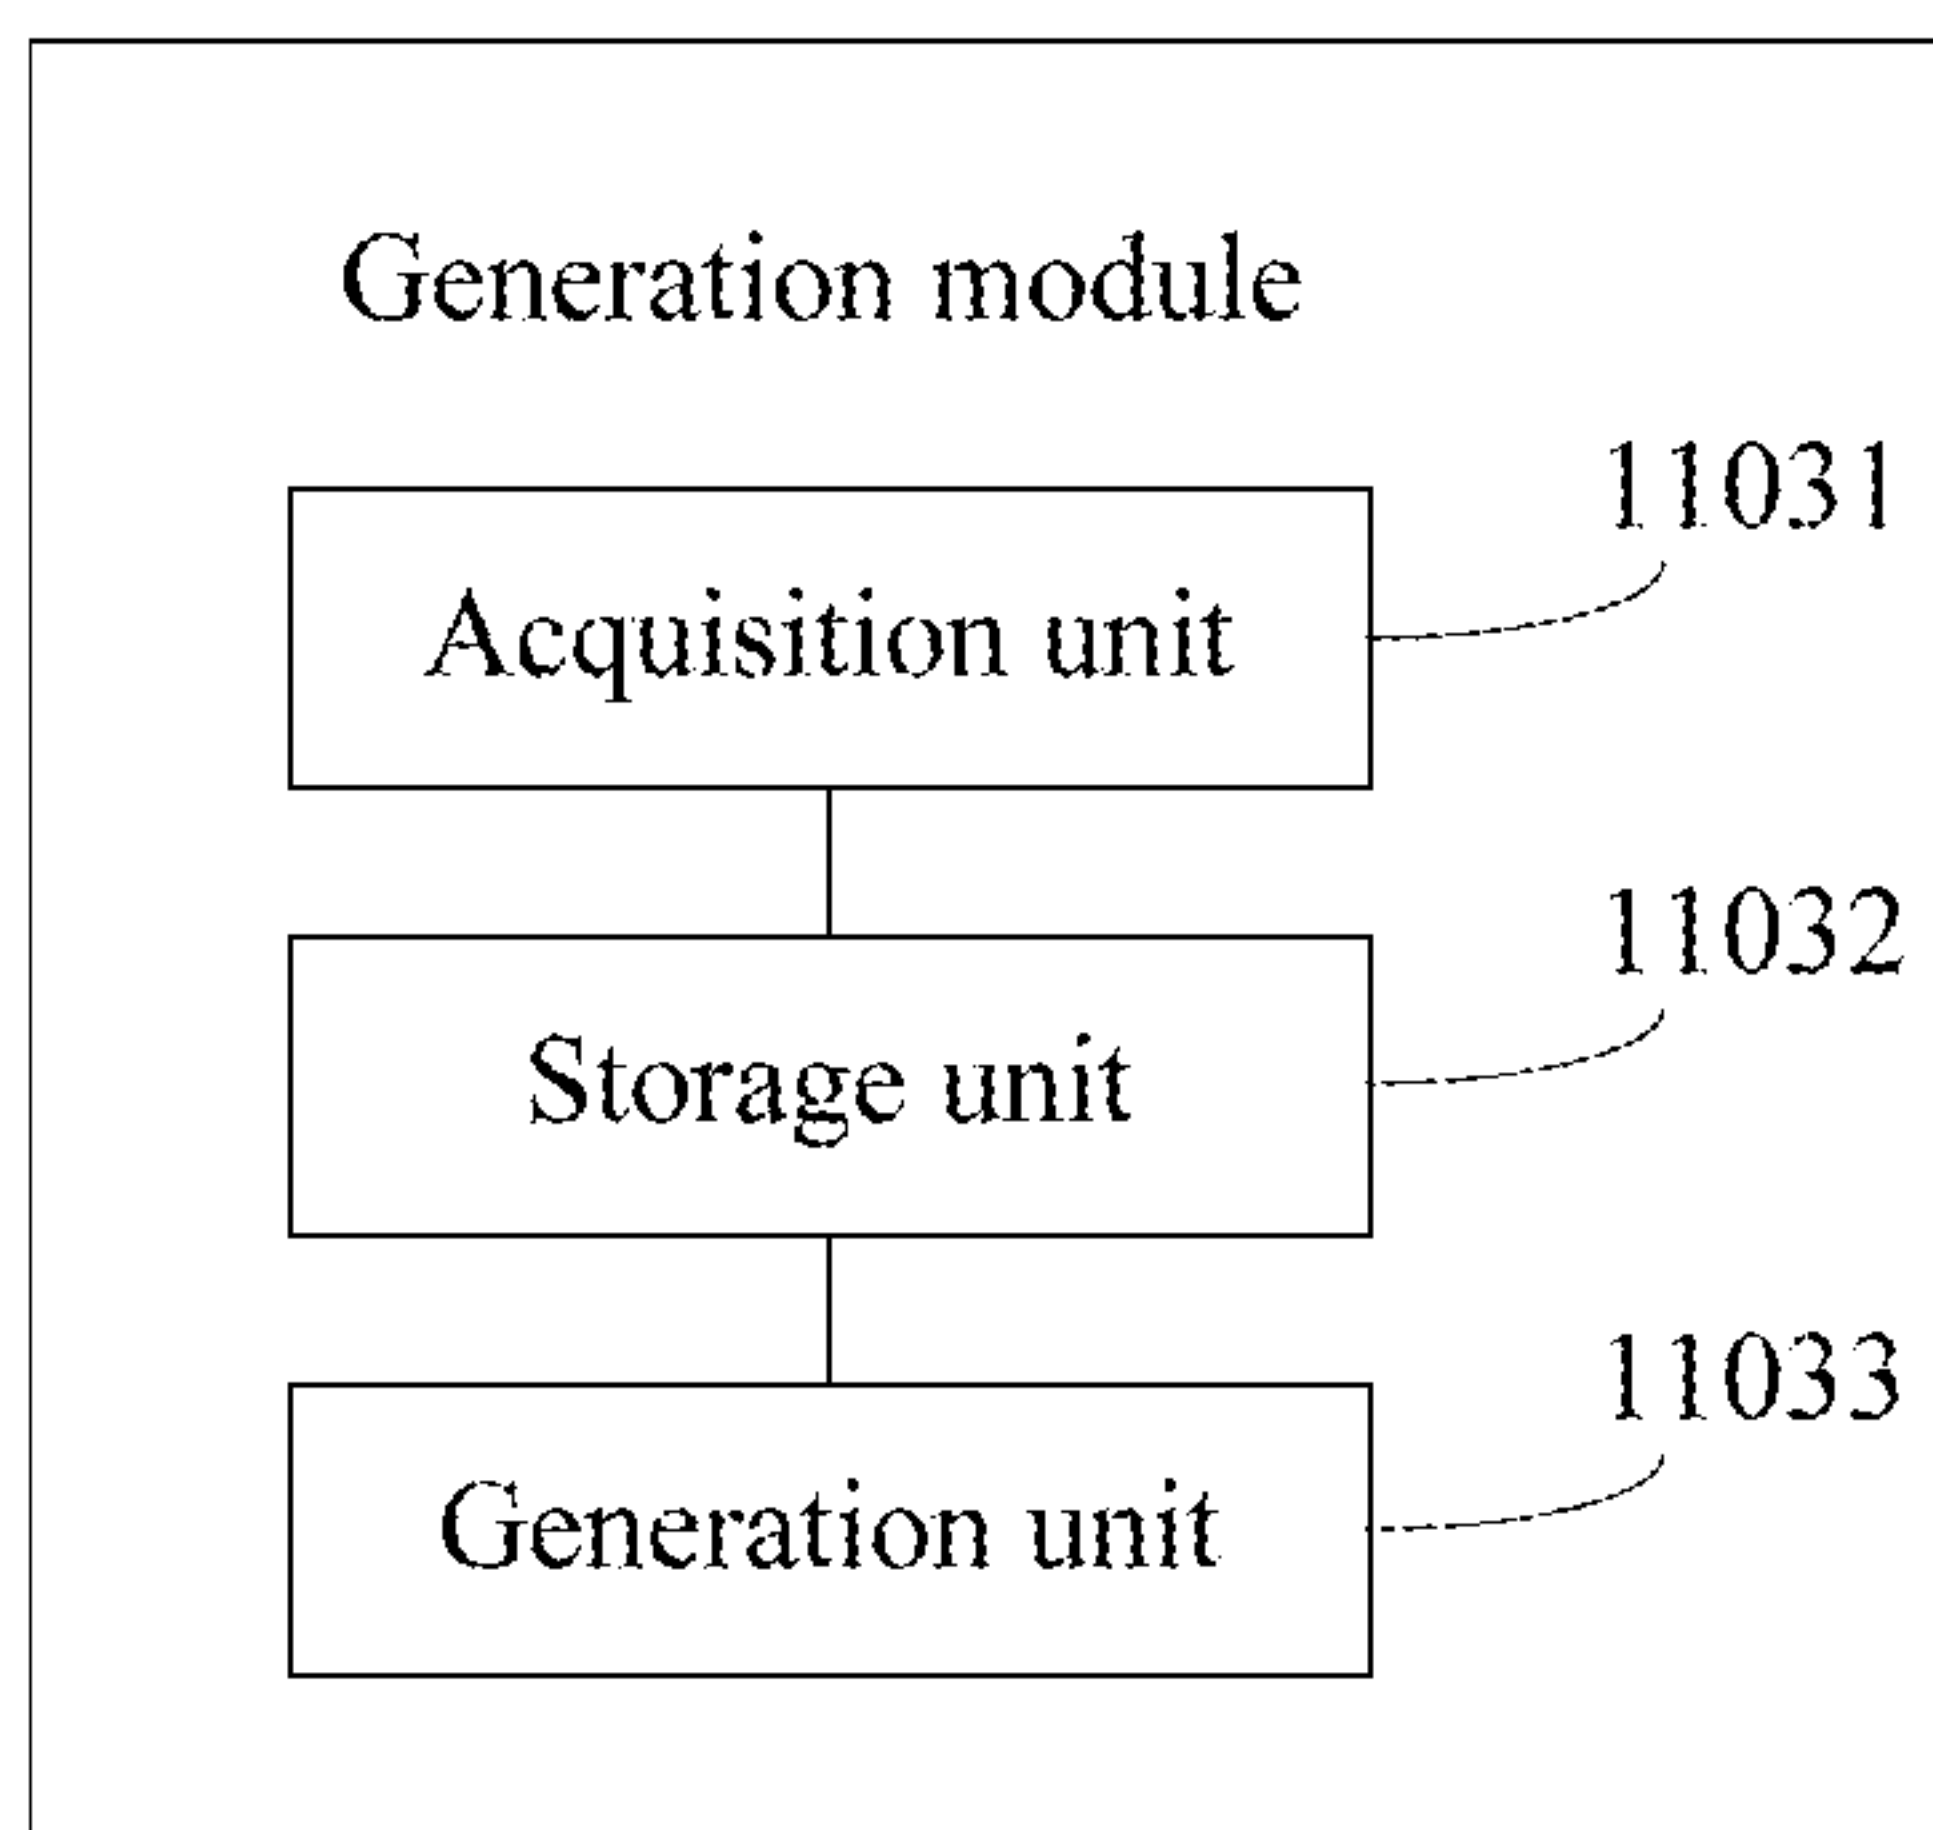 Generation module
11031
Acquisition unit
11032
Storage unit
11033
Generation unit